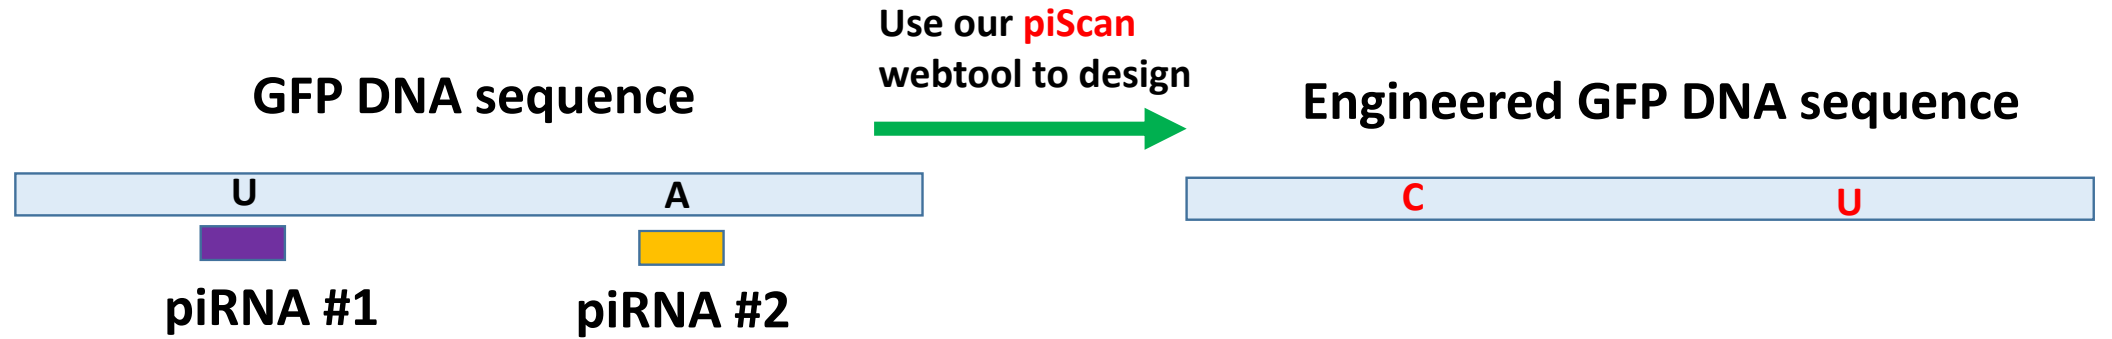 Use our piScan
webtool to design
GFP DNA sequence
Engineered GFP DNA sequence
U
A
C
U
piRNA #1
piRNA #2